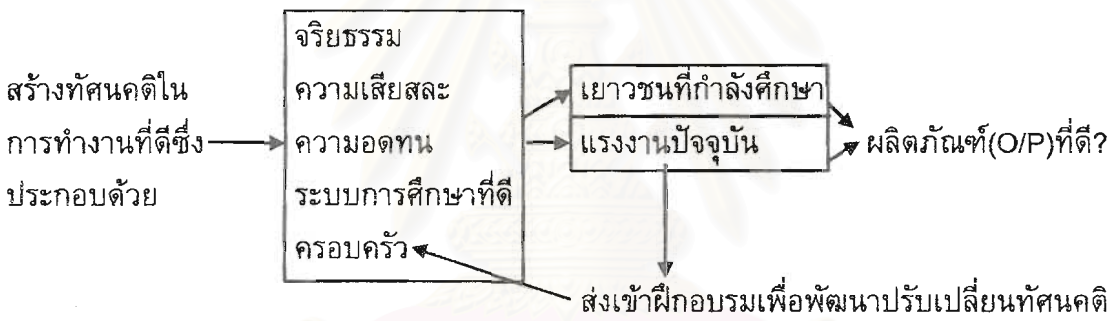 สร้างทัศนคติใน
การทำงานที่ดีซึ่ง
ประกอบด้วย
จริยธรรม
ความเสียสละ
ความอดทน
ระบบการศึกษาที่ดี
ครอบครัว
เยาวชนที่กำลังศึกษา
แรงงานปัจจุบัน
ผลิตภัณฑ์(O/P)ที่ดี?
ส่งเข้าฝึกอบรมเพื่อพัฒนาปรับเปลี่ยนทัศนคติ